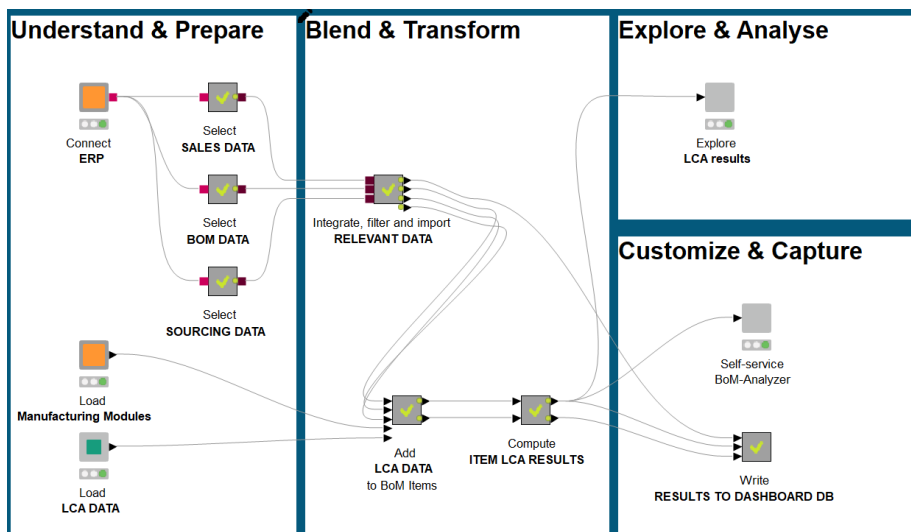 Understand & Prepare
Blend & Transform
Explore & Analyse
Connect
ERP
Select
SALES DATA
Explore
LCA results
Select
BOM DATA
Integrate, filter and import
RELEVANT DATA
Customize & Capture
Select
SOURCING DATA
Self-service
BoM-Analyzer
Load
Manufacturing Modules
Add
LCA DATA
to BoM Items
Compute
ITEM LCA RESULTS
Write
RESULTS TO DASHBOARD DB
Load
LCA DATA